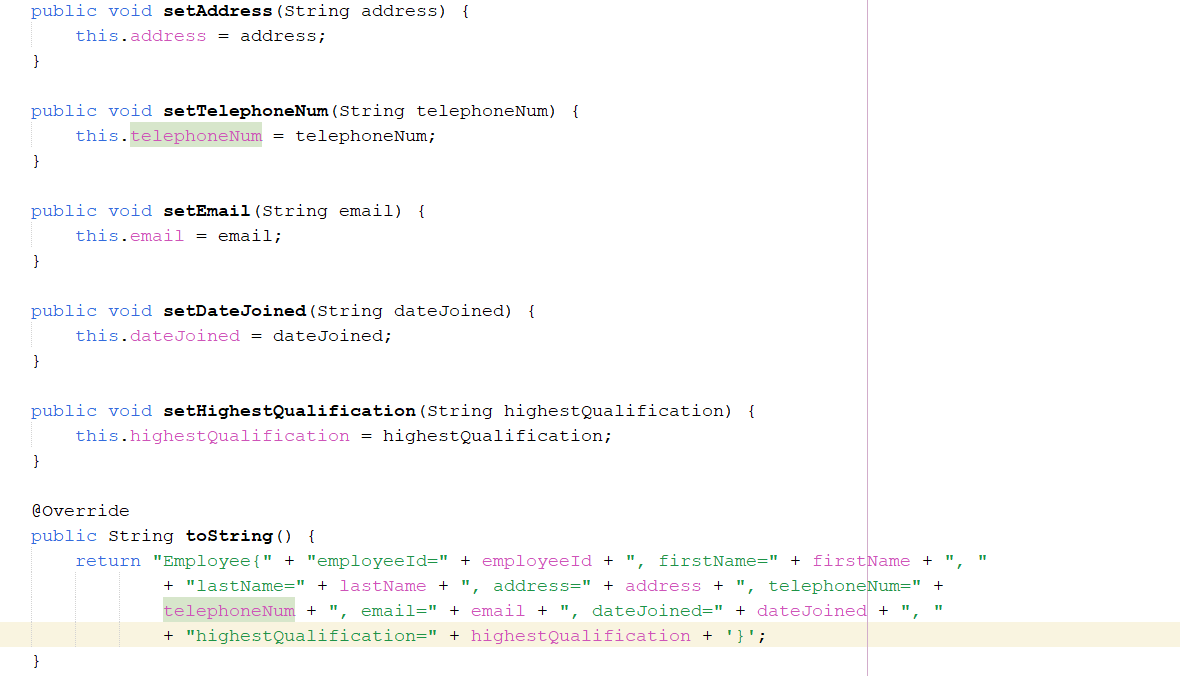 public void setAddress(String address) {
    this.address = address;
}
public void setTelephoneNum(String telephoneNum) {
    this.telephoneNum = telephoneNum;
}
public void setEmail(String email) {
    this.email = email;
}
public void setDateJoined(String dateJoined) {
    this.dateJoined = dateJoined;
}
public void setHighestQualification(String highestQualification) {
    this.highestQualification = highestQualification;
}
@Override
public String toString() {
    return "Employee{" + "employeeId=" + employeeId + ", firstName=" + firstName + ", "
            + "lastName=" + lastName + ", address=" + address + ", telephoneNum=" +
            telephoneNum + ", email=" + email + ", dateJoined=" + dateJoined + ", "
            + "highestQualification=" + highestQualification + '}';
}